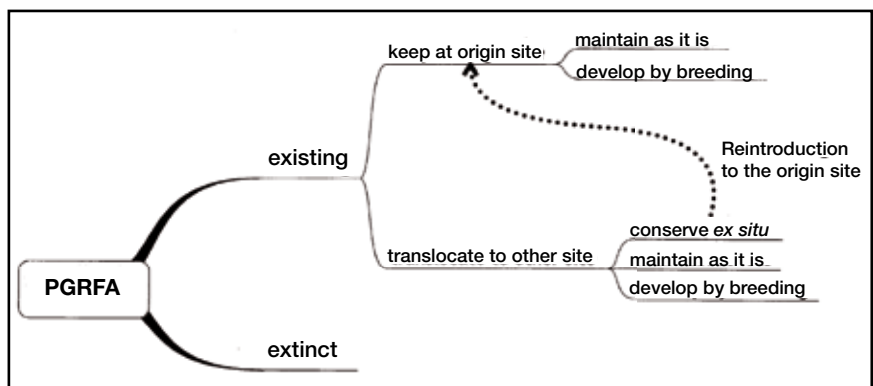 keep at origin site
maintain as it is
develop by breeding
existing
Reintroduction
to the origin site
translocate to other site
conserve ex situ
maintain as it is
develop by breeding
PGRFA
extinct